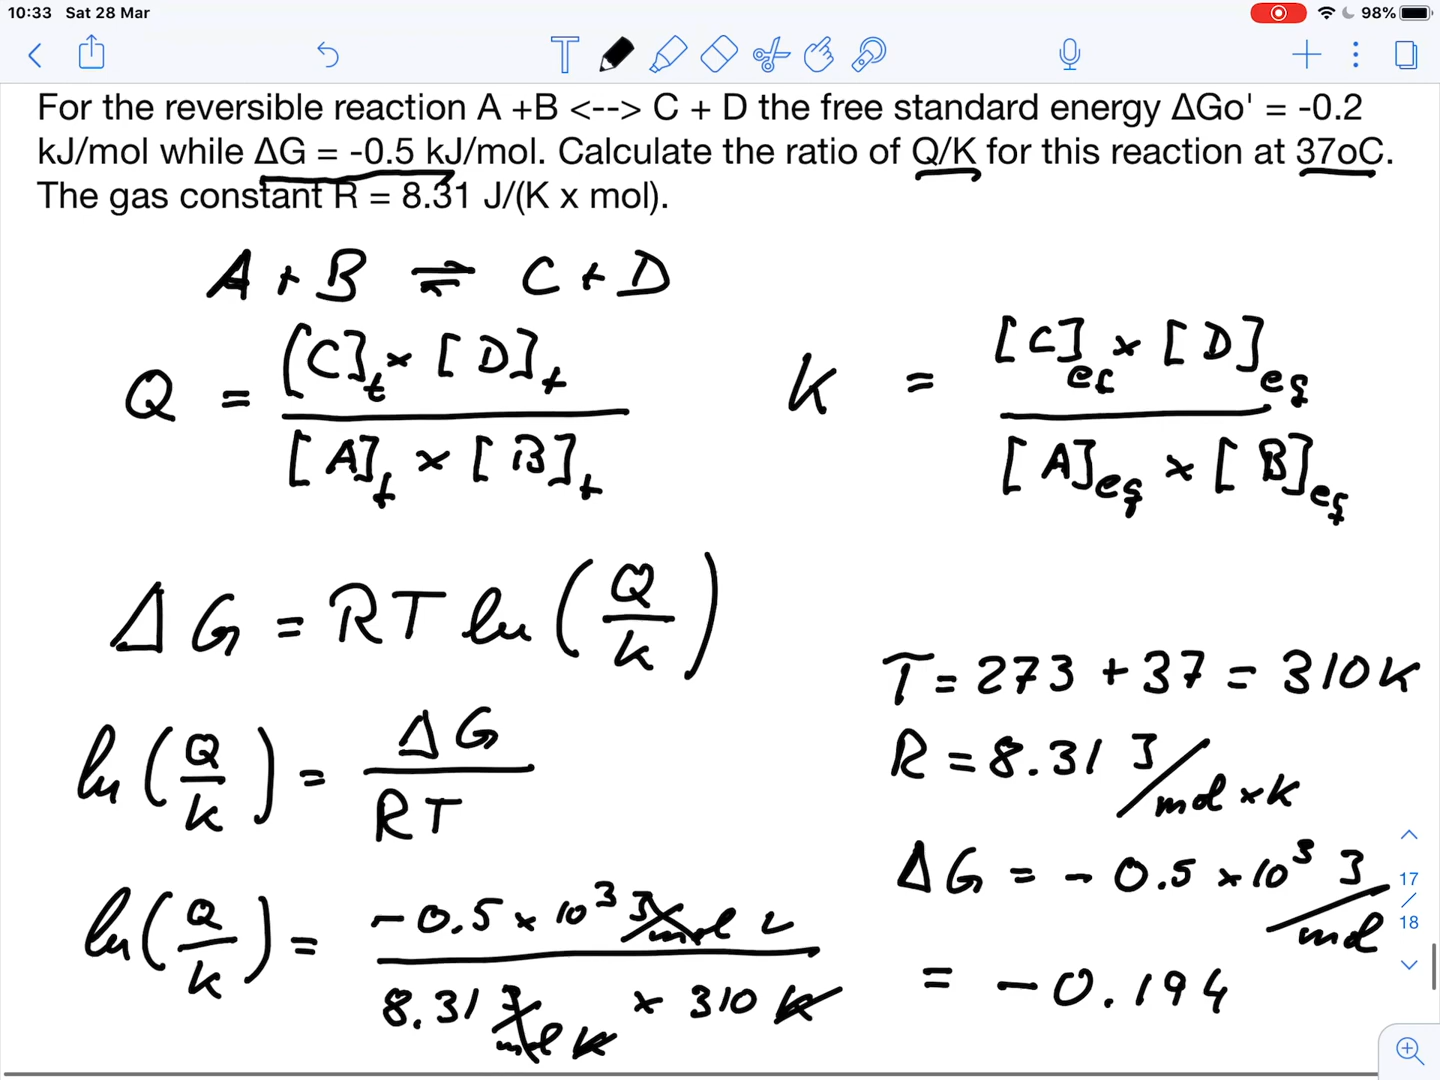 10:33 Sat 28 Mar 98%
For the reversible reaction A +B <--> C + D the free standard energy ΔGo' = -0.2
kJ/mol while ΔG = -0.5 kJ/mol. Calculate the ratio of Q/K for this reaction at 37oC.
The gas constant R = 8.31 J/(K x mol).
A + B ⇌ C + D
Q = ([C]t × [D]t) / ([A]t × [B]t)
K = ([C]eq × [D]eq) / ([A]eq × [B]eq)
ΔG = RT ln (Q/K)
T = 273 + 37 = 310 K
ln (Q/K) = ΔG / RT
R = 8.31 J/mol × K
ΔG = -0.5 × 10³ J/mol
ln (Q/K) = (-0.5 × 10³ J/mol) / (8.31 J/mol K × 310 K) = -0.194
17 / 18